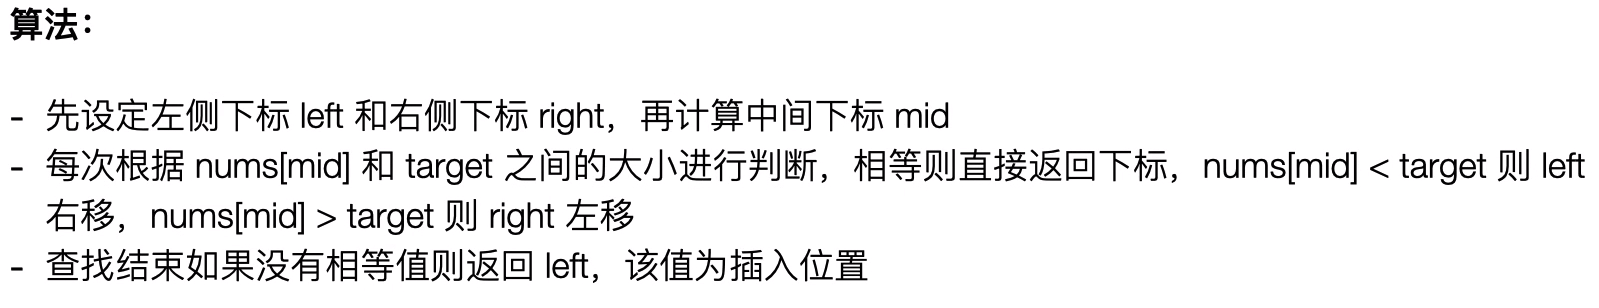 算法：
- 先设定左侧下标 left 和右侧下标 right，再计算中间下标 mid
- 每次根据 nums[mid] 和 target 之间的大小进行判断，相等则直接返回下标，nums[mid] < target 则 left
右移，nums[mid] > target 则 right 左移
- 查找结束如果没有相等值则返回 left，该值为插入位置